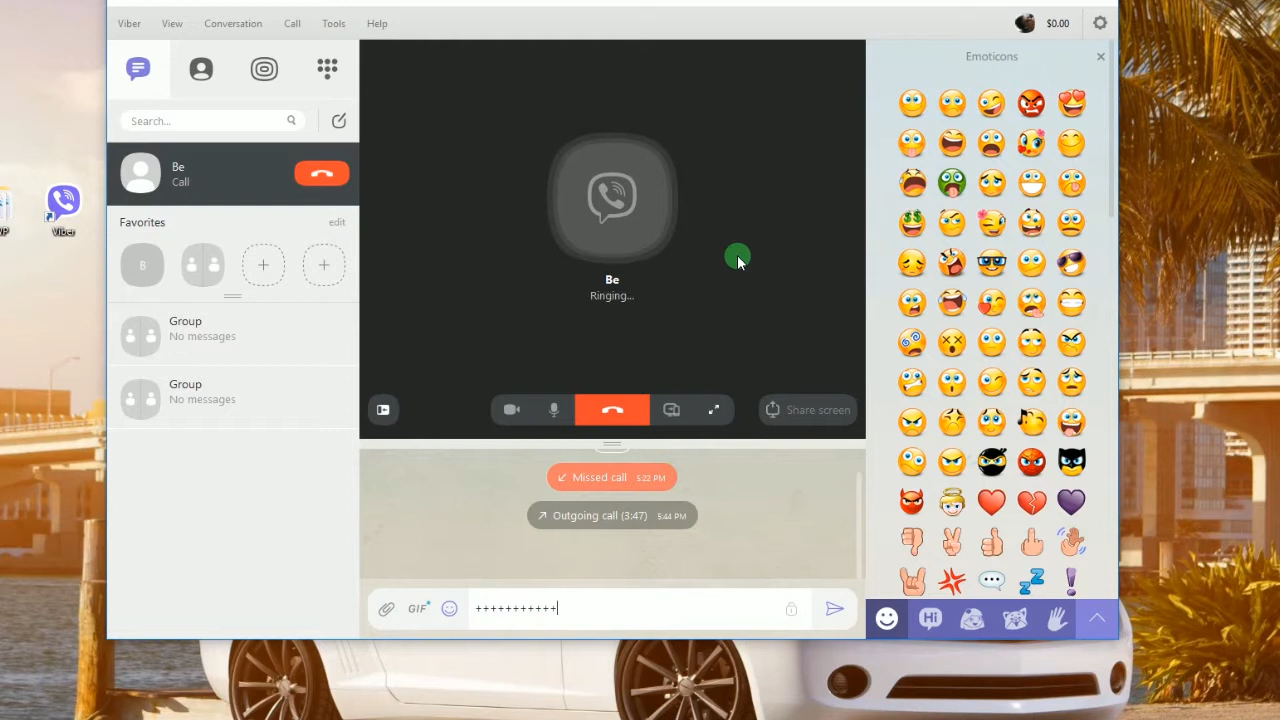 Viber View Conversation Call Tools Help $0.00
Search...
Be
Call
Favorites edit
B
Group
No messages
Group
No messages
Be
Ringing...
Share screen
Missed call 5:22 PM
Outgoing call (3:47) 5:44 PM
GIF
+++++++++++
Emoticons
Hi
Viber
VP